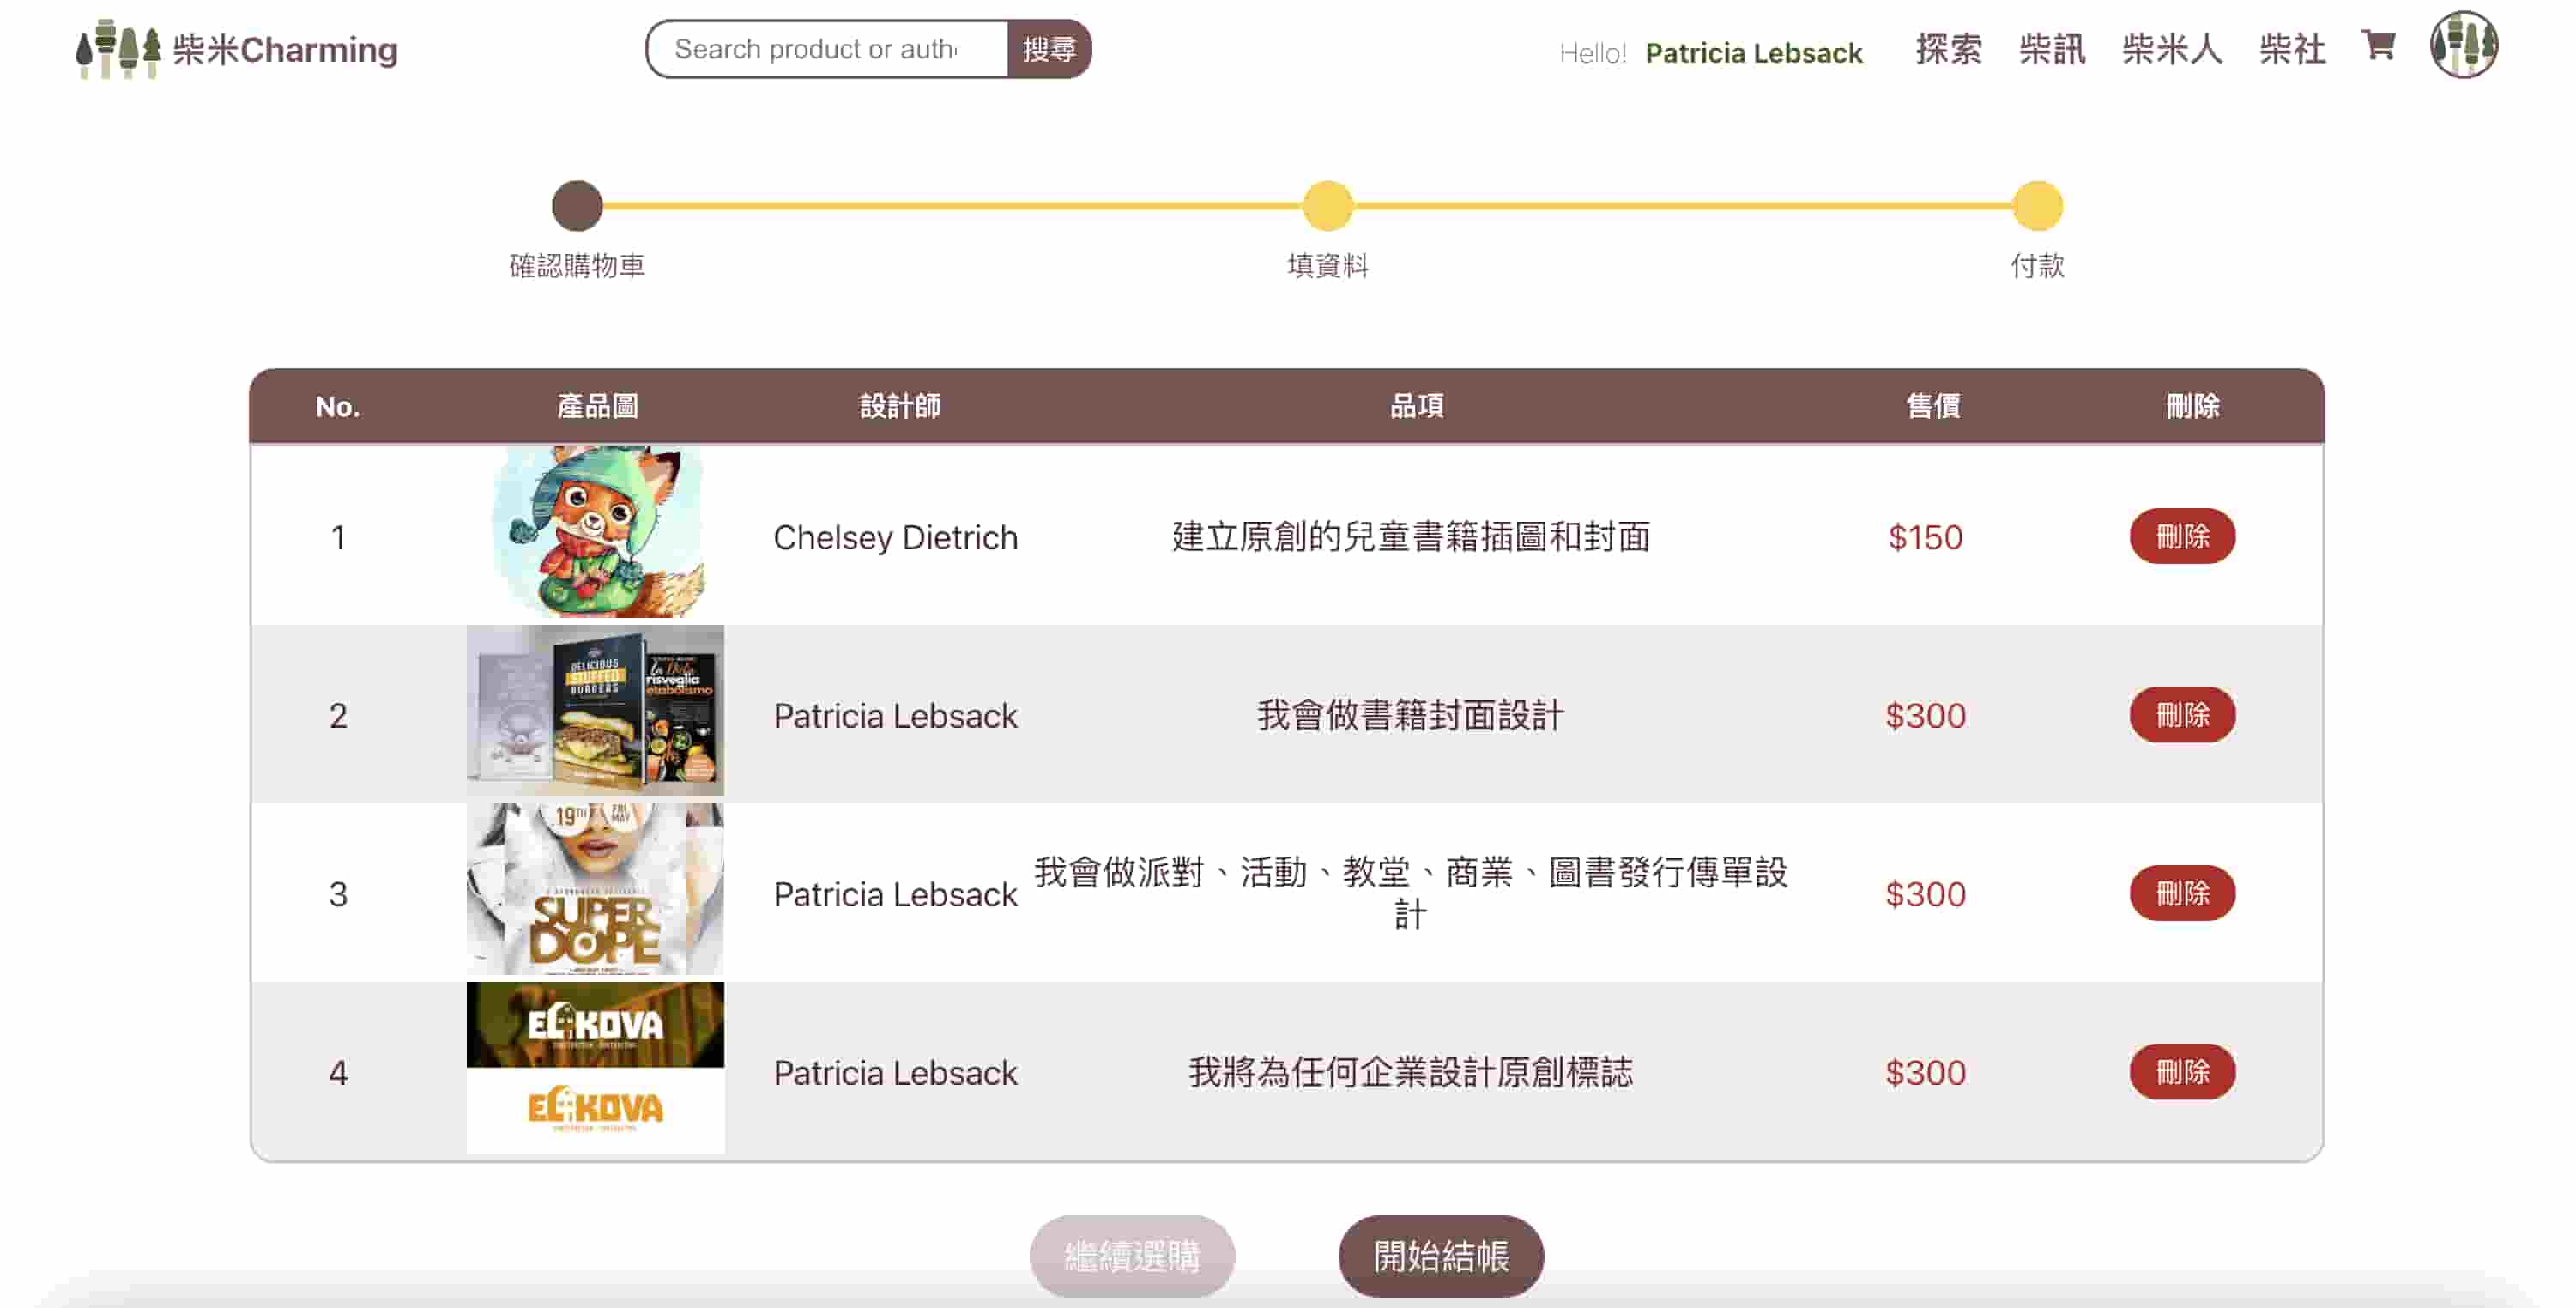 柴米Charming
Search product or auth
搜尋
Hello! Patricia Lebsack
探索 柴訊 柴米人 柴社
確認購物車 填資料 付款
No. 產品圖 設計師 品項 售價 刪除
1 Chelsey Dietrich 建立原創的兒童書籍插圖和封面 $150 刪除
DELICIOUS
STUFFED
BURGERS
la Dieta
risveglia
metabolismo
2 Patricia Lebsack 我會做書籍封面設計 $300 刪除
19TH FRI
MAY
3 Patricia Lebsack 我會做派對、活動、教堂、商業、圖書發行傳單設
計 $300 刪除
SUPER
DOPE
ELKOVA
4 Patricia Lebsack 我將為任何企業設計原創標誌 $300 刪除
ELKOVA
繼續選購 開始結帳